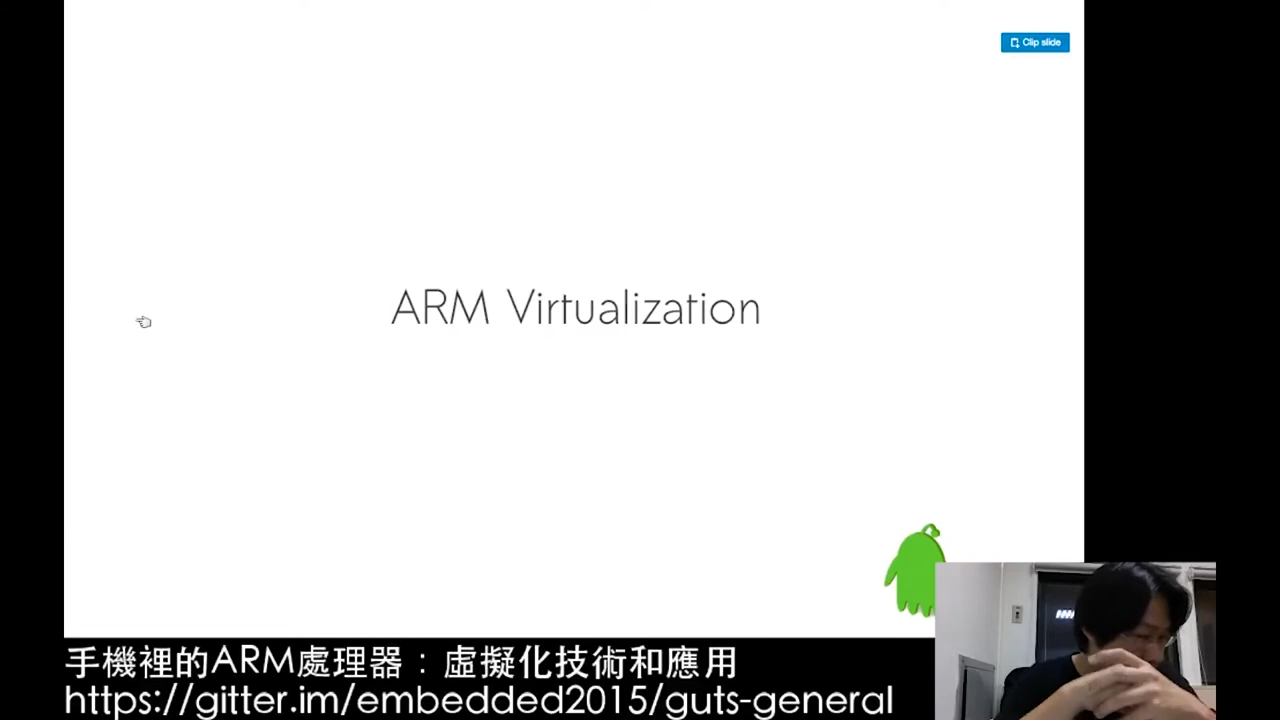 Clip slide
ARM Virtualization
手機裡的ARM處理器：虛擬化技術和應用
https://gitter.im/embedded2015/guts-general